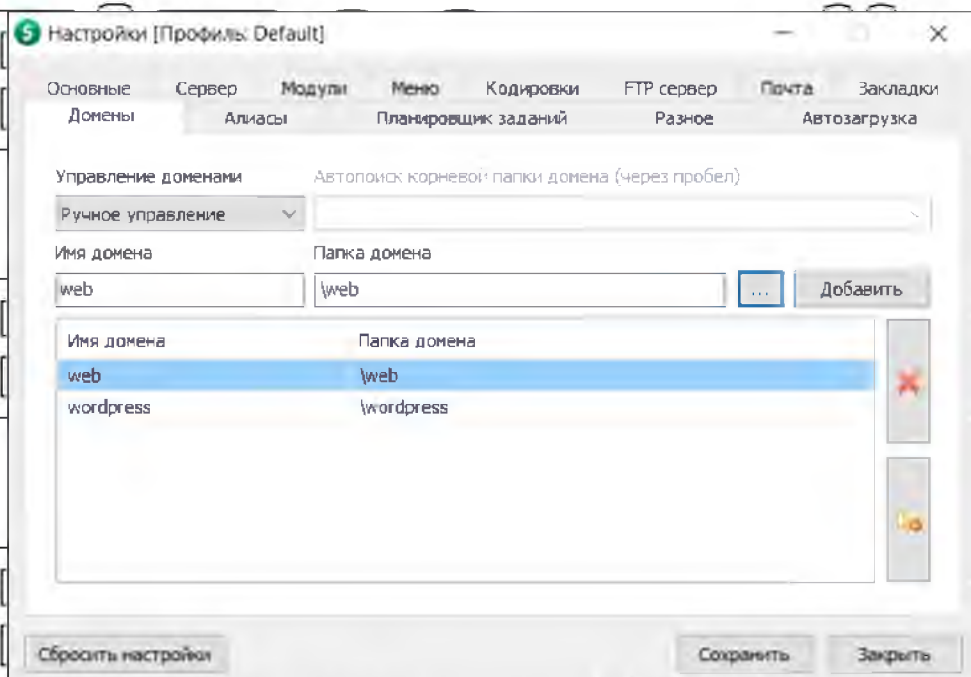 Настройки [Профиль: Default]
Основные Сервер Модули Меню Кодировки FTP сервер Почта Закладки
Домены Алиасы Планировщик заданий Разное Автозагрузка
Управление доменами Автопоиск корневой папки домена (через пробел)
Ручное управление
Имя домена Папка домена
web \web ... Добавить
Имя домена Папка домена
web \web
wordpress \wordpress
Сбросить настройки Сохранить Закрыть